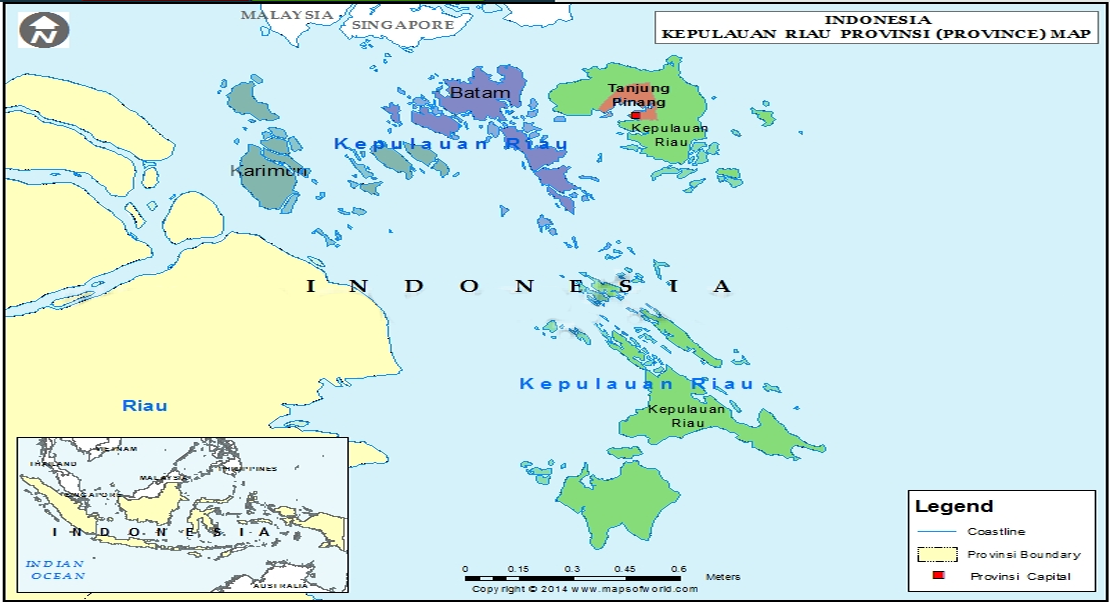 MALAYSIA
SINGAPORE
INDONESIA
KEPULAUAN RIAU PROVINSI (PROVINCE) MAP
N
Batam
Tanjung
Pinang
Kepulauan
Riau
Kepulauan Riau
Karimun
INDONESIA
Kepulauan Riau
Kepulauan
Riau
Riau
VIETNAM
THAILAND
PHILIPPINES
MALAYSIA
SINGAPORE
INDONESIA
INDIAN
OCEAN
AUSTRALIA
Legend
Coastline
Provinsi Boundary
Provinsi Capital
0 0.15 0.3 0.45 0.6
Meters
Copyright © 2014 www.mapsofworld.com